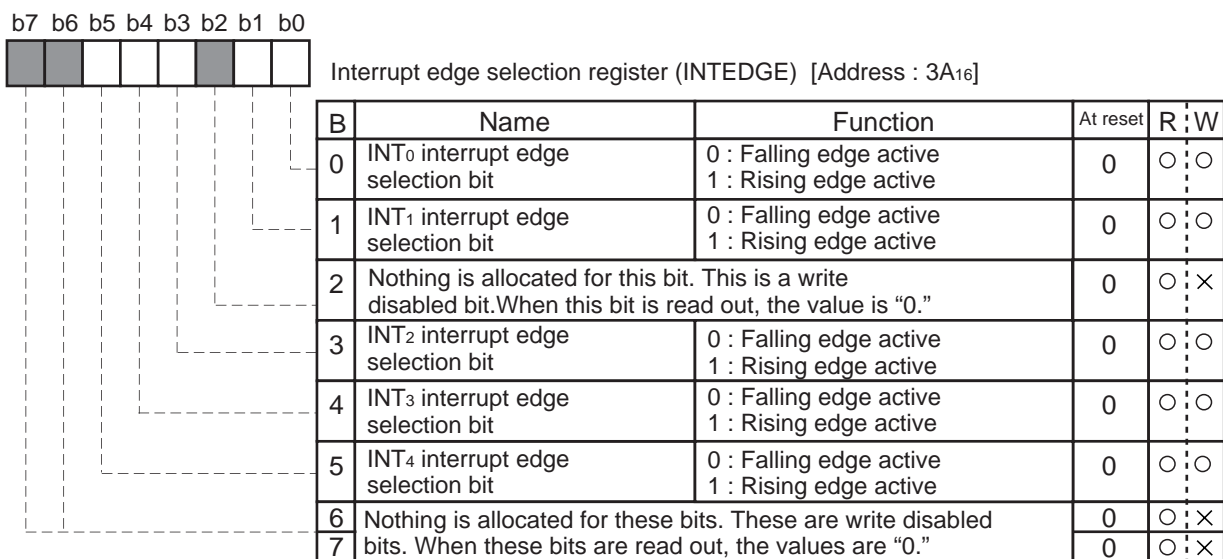 b7 b6 b5 b4 b3 b2 b1 b0
Interrupt edge selection register (INTEDGE) [Address : 3A16]
B Name Function At reset R W
0 INT0 interrupt edge 0 : Falling edge active 0 ○ ○
selection bit 1 : Rising edge active
1 INT1 interrupt edge 0 : Falling edge active 0 ○ ○
selection bit 1 : Rising edge active
2 Nothing is allocated for this bit. This is a write 0 ○ ×
disabled bit.When this bit is read out, the value is “0.”
3 INT2 interrupt edge 0 : Falling edge active 0 ○ ○
selection bit 1 : Rising edge active
4 INT3 interrupt edge 0 : Falling edge active 0 ○ ○
selection bit 1 : Rising edge active
5 INT4 interrupt edge 0 : Falling edge active 0 ○ ○
selection bit 1 : Rising edge active
6 Nothing is allocated for these bits. These are write disabled 0 ○ ×
7 bits. When these bits are read out, the values are “0.” 0 ○ ×